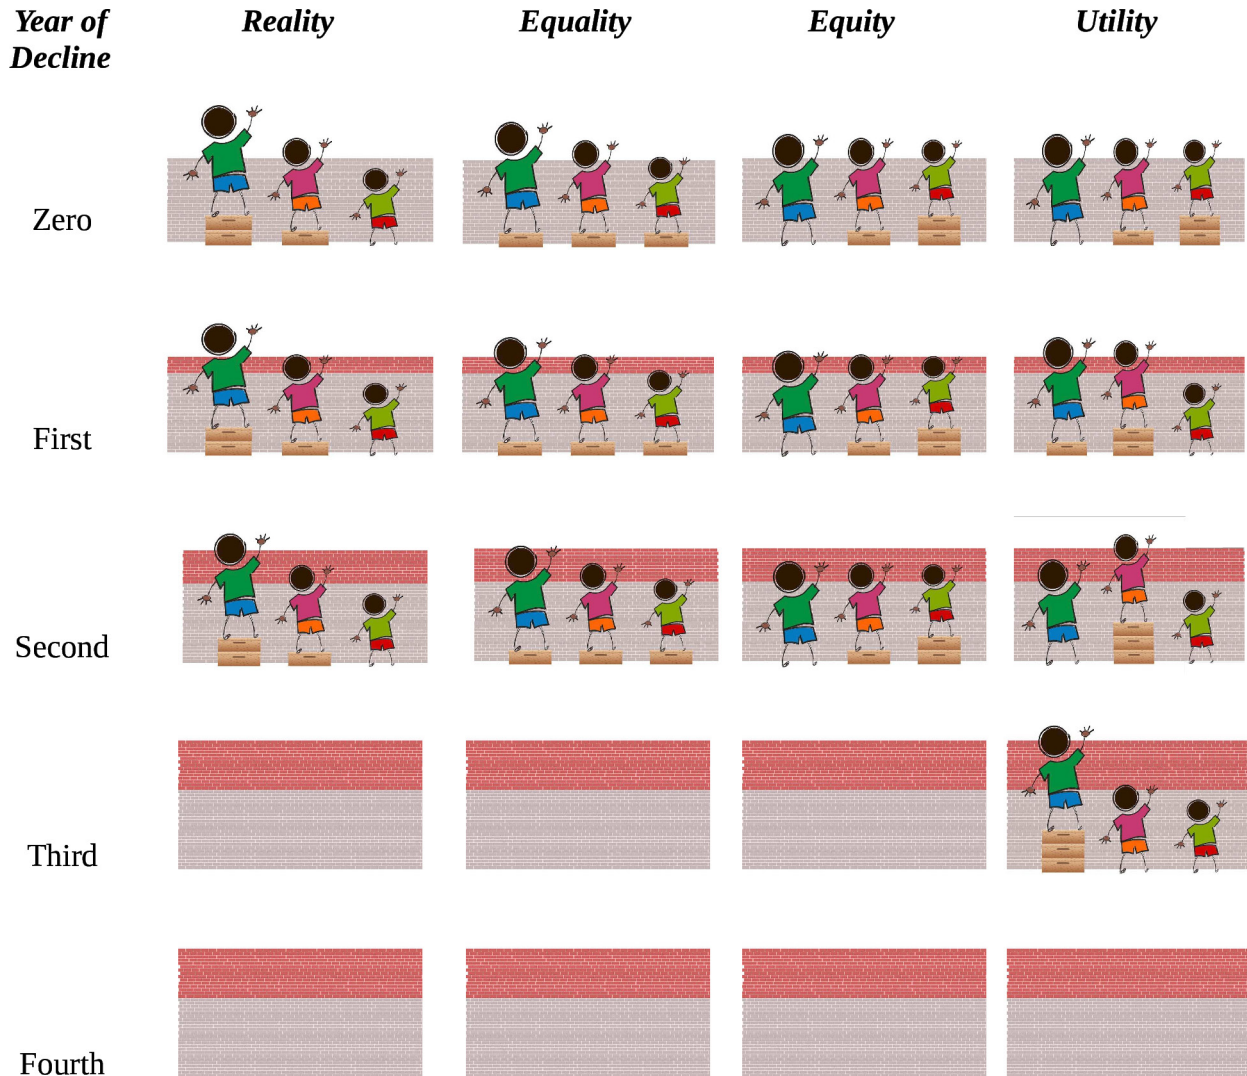 Year of
Decline
Reality
Equality
Equity
Utility
Zero
First
Second
Third
Fourth